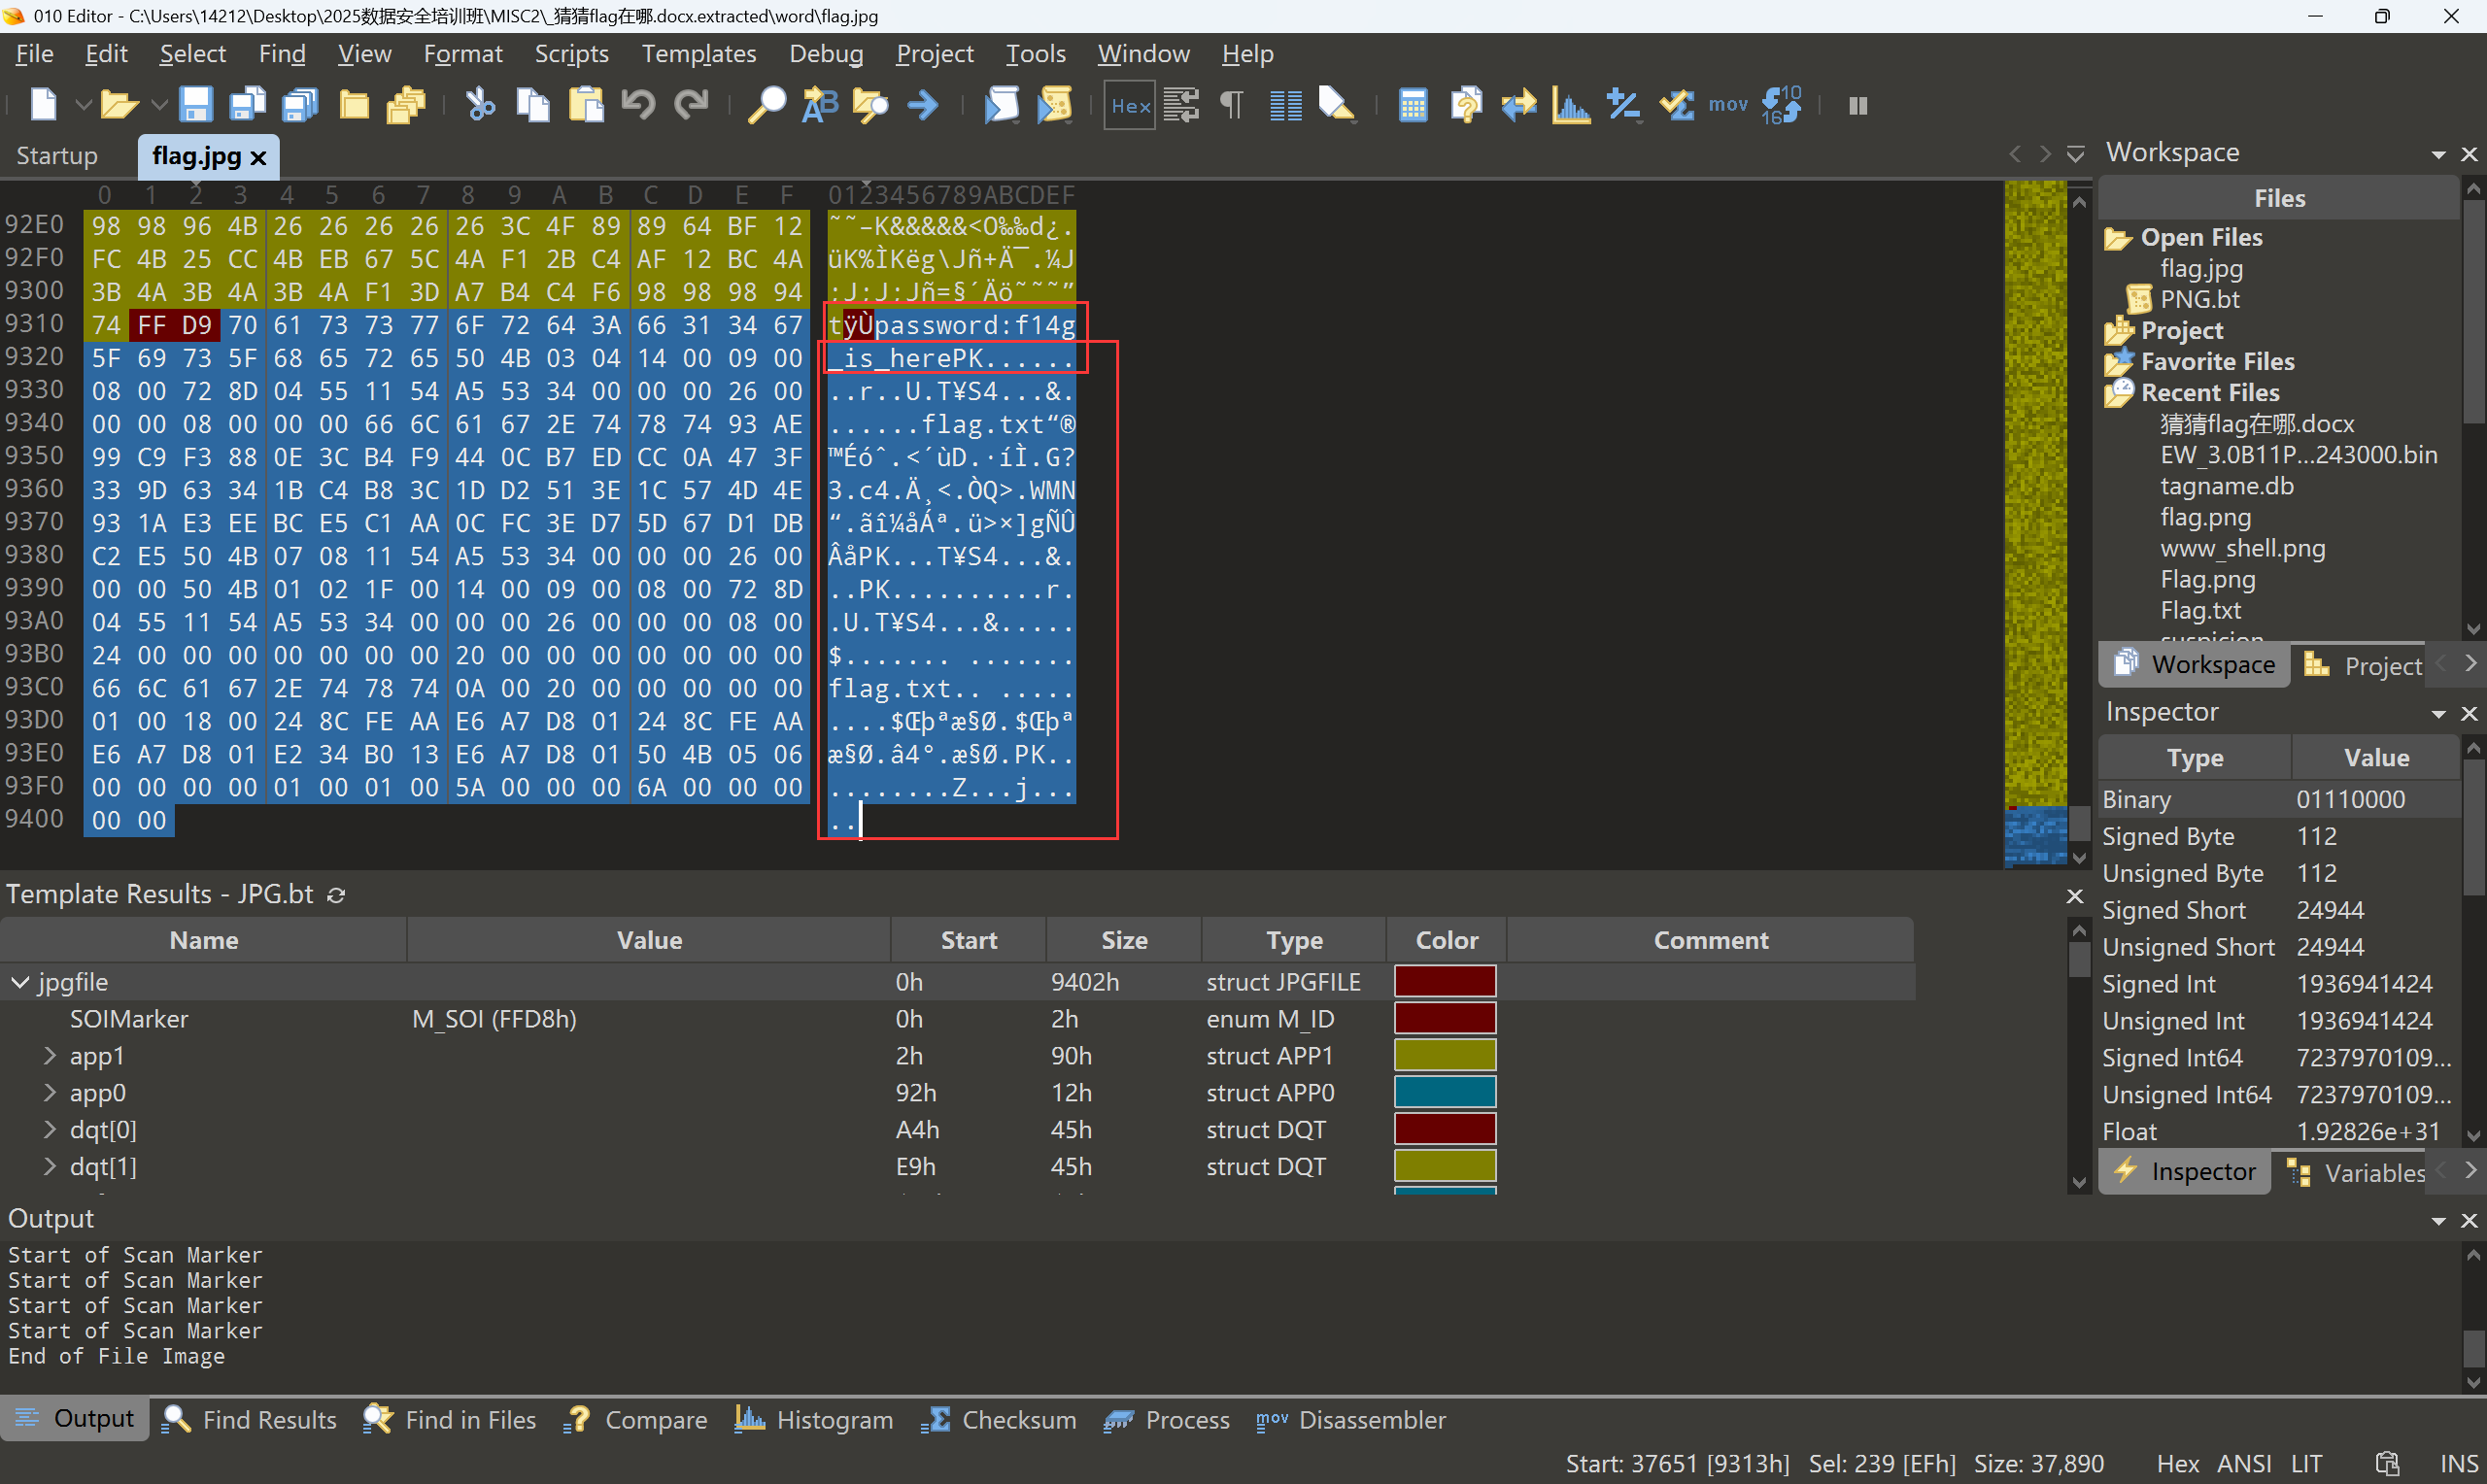 010 Editor - C:\Users\14212\Desktop\2025数据安全培训班\MISC2\_猜猜flag在哪.docx.extracted\word\flag.jpg
File Edit Select Find View Format Scripts Templates Debug Project Tools Window Help
Hex mov
Startup flag.jpg
0 1 2 3 4 5 6 7 8 9 A B C D E F 0123456789ABCDEF
92E0 98 98 96 4B 26 26 26 26 26 3C 4F 89 89 64 BF 12 ˜˜–K&&&&&<O‰‰d¿.
92F0 FC 4B 25 CC 4B EB 67 5C 4A F1 2B C4 AF 12 BC 4A üK%ÌKëg\Jñ+Ä¯.¼J
9300 3B 4A 3B 4A 3B 4A F1 3D A7 B4 C4 F6 98 98 98 94 ;J;J;Jñ=§´Äö˜˜˜”
9310 74 FF D9 70 61 73 73 77 6F 72 64 3A 66 31 34 67 tÿÙpassword:f14g
9320 5F 69 73 5F 68 65 72 65 50 4B 03 04 14 00 09 00 _is_herePK......
9330 08 00 72 8D 04 55 11 54 A5 53 34 00 00 00 26 00 ..r..U.T¥S4...&.
9340 00 00 08 00 00 00 66 6C 61 67 2E 74 78 74 93 AE ......flag.txt“®
9350 99 C9 F3 88 0E 3C B4 F9 44 0C B7 ED CC 0A 47 3F ™Éóˆ.<´ùD.·íÌ.G?
9360 33 9D 63 34 1B C4 B8 3C 1D D2 51 3E 1C 57 4D 4E 3.c4.Ä¸<.ÒQ>.WMN
9370 93 1A E3 EE BC E5 C1 AA 0C FC 3E D7 5D 67 D1 DB “.ãî¼åÁª.ü>×]gÑÛ
9380 C2 E5 50 4B 07 08 11 54 A5 53 34 00 00 00 26 00 ÂåPK...T¥S4...&.
9390 00 00 50 4B 01 02 1F 00 14 00 09 00 08 00 72 8D ..PK..........r.
93A0 04 55 11 54 A5 53 34 00 00 00 26 00 00 00 08 00 .U.T¥S4...&.....
93B0 24 00 00 00 00 00 00 00 20 00 00 00 00 00 00 00 $....... .......
93C0 66 6C 61 67 2E 74 78 74 0A 00 20 00 00 00 00 00 flag.txt.. .....
93D0 01 00 18 00 24 8C FE AA E6 A7 D8 01 24 8C FE AA ....$Œþªæ§Ø.$Œþª
93E0 E6 A7 D8 01 E2 34 B0 13 E6 A7 D8 01 50 4B 05 06 æ§Ø.â4°.æ§Ø.PK..
93F0 00 00 00 00 01 00 01 00 5A 00 00 00 6A 00 00 00 ........Z...j...
9400 00 00 ..
Workspace
Files
Open Files
flag.jpg
PNG.bt
Project
Favorite Files
Recent Files
猜猜flag在哪.docx
EW_3.0B11P...243000.bin
tagname.db
flag.png
www_shell.png
Flag.png
Flag.txt
Workspace Project
Inspector
Type Value
Binary 01110000
Signed Byte 112
Unsigned Byte 112
Signed Short 24944
Unsigned Short 24944
Signed Int 1936941424
Unsigned Int 1936941424
Signed Int64 7237970109...
Unsigned Int64 7237970109...
Float 1.92826e+31
Inspector Variables
Template Results - JPG.bt
Name Value Start Size Type Color Comment
jpgfile 0h 9402h struct JPGFILE
SOIMarker M_SOI (FFD8h) 0h 2h enum M_ID
app1 2h 90h struct APP1
app0 92h 12h struct APP0
dqt[0] A4h 45h struct DQT
dqt[1] E9h 45h struct DQT
Output
Start of Scan Marker
Start of Scan Marker
Start of Scan Marker
Start of Scan Marker
End of File Image
Output Find Results Find in Files Compare Histogram Checksum Process mov Disassembler
Start: 37651 [9313h] Sel: 239 [EFh] Size: 37,890 Hex ANSI LIT INS